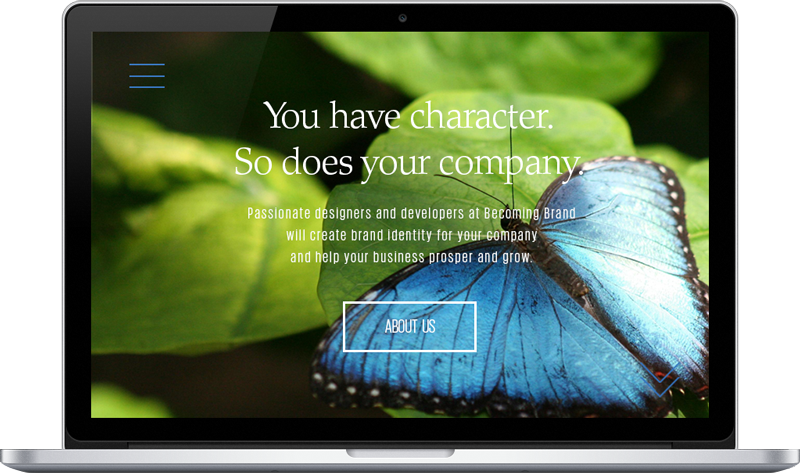 You have character.
So does your company.
Passionate designers and developers at Becoming Brand
will create brand identity for your company
and help your business prosper and grow.
ABOUT US